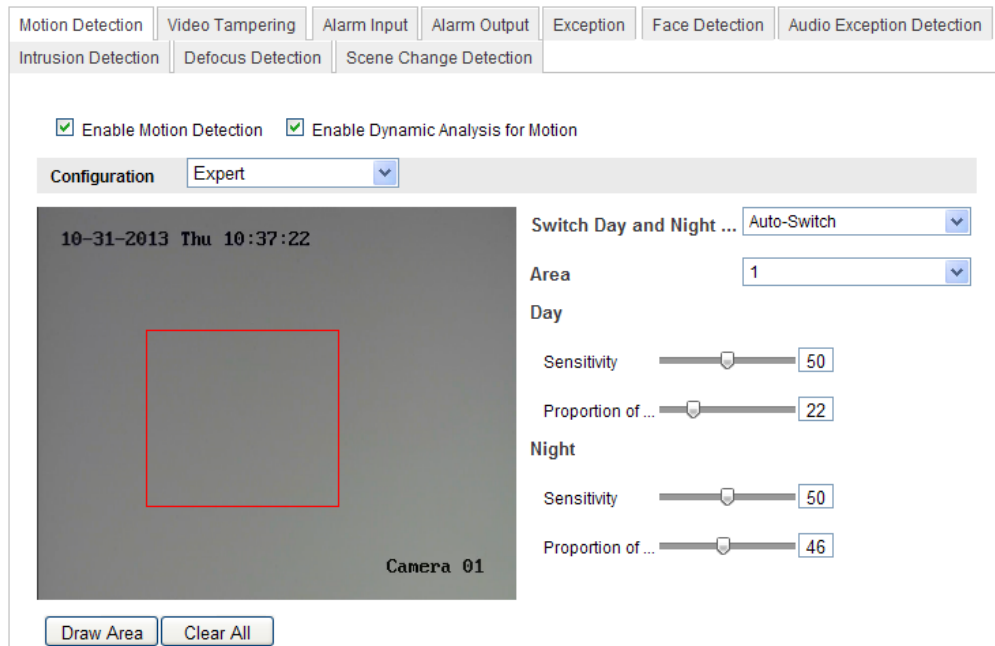 Motion Detection Video Tampering Alarm Input Alarm Output Exception Face Detection Audio Exception Detection
Intrusion Detection Defocus Detection Scene Change Detection
Enable Motion Detection Enable Dynamic Analysis for Motion
Configuration Expert
10-31-2013 Thu 10:37:22
Camera 01
Switch Day and Night ... Auto-Switch
Area 1
Day
Sensitivity 50
Proportion of ... 22
Night
Sensitivity 50
Proportion of ... 46
Draw Area Clear All